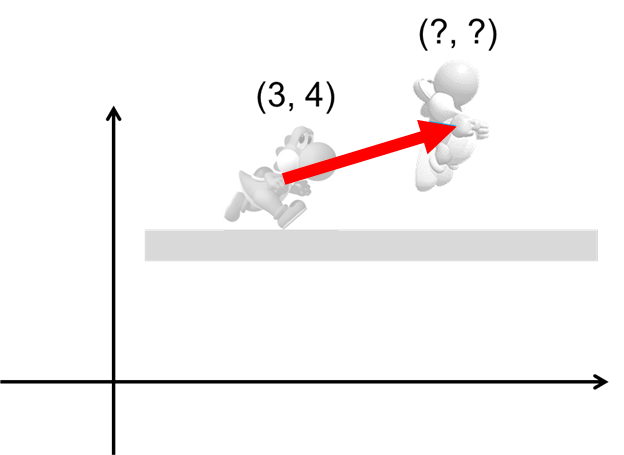 (?, ?)
(3, 4)